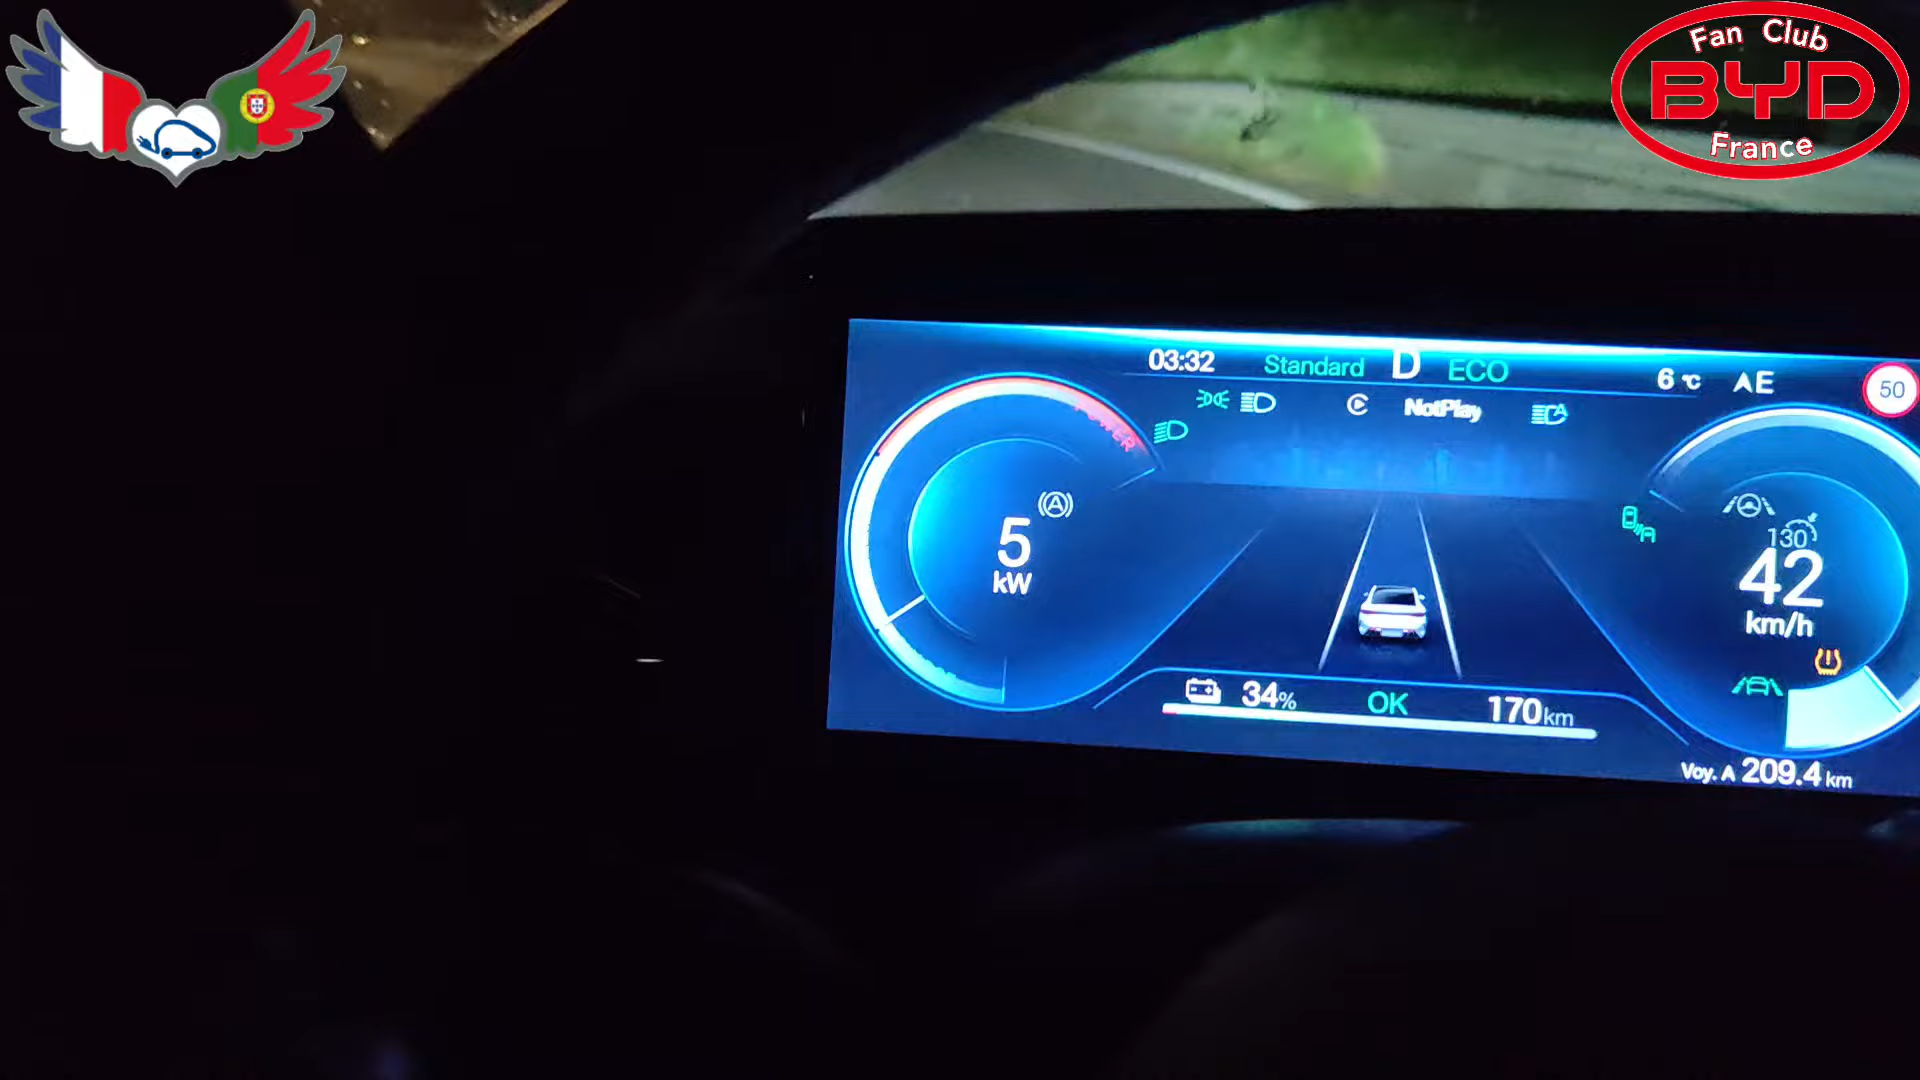 Fan Club
BYD
France
03:32 Standard D ECO 6 °C AE 50
NotPlay
POWER
5
kW
130
42
km/h
34% OK 170km
Voy. A 209.4 km